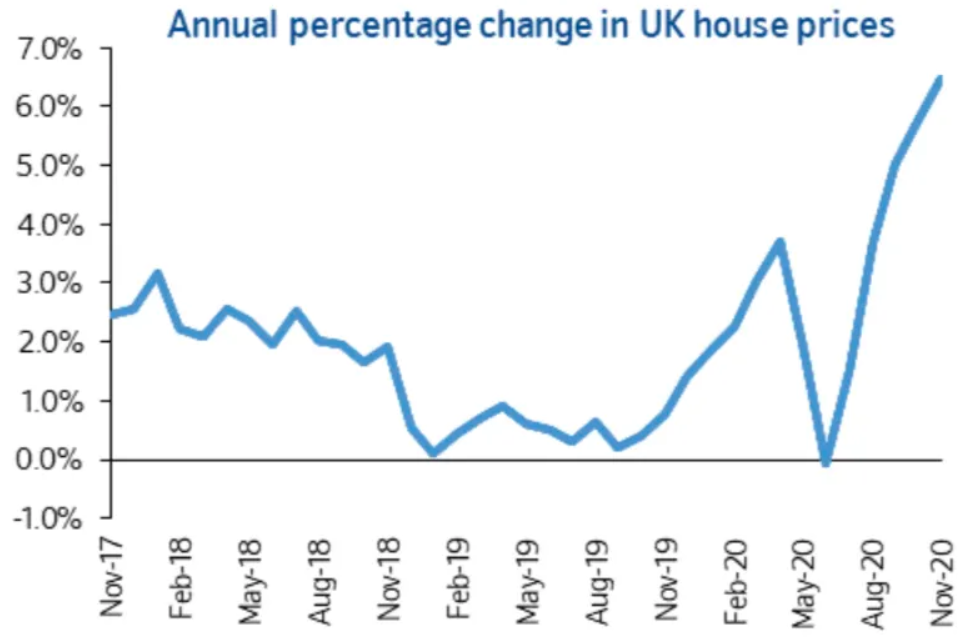 Annual percentage change in UK house prices
7.0%
6.0%
5.0%
4.0%
3.0%
2.0%
1.0%
0.0%
-1.0%
Nov-17
Feb-18
May-18
Aug-18
Nov-18
Feb-19
May-19
Aug-19
Nov-19
Feb-20
May-20
Aug-20
Nov-20